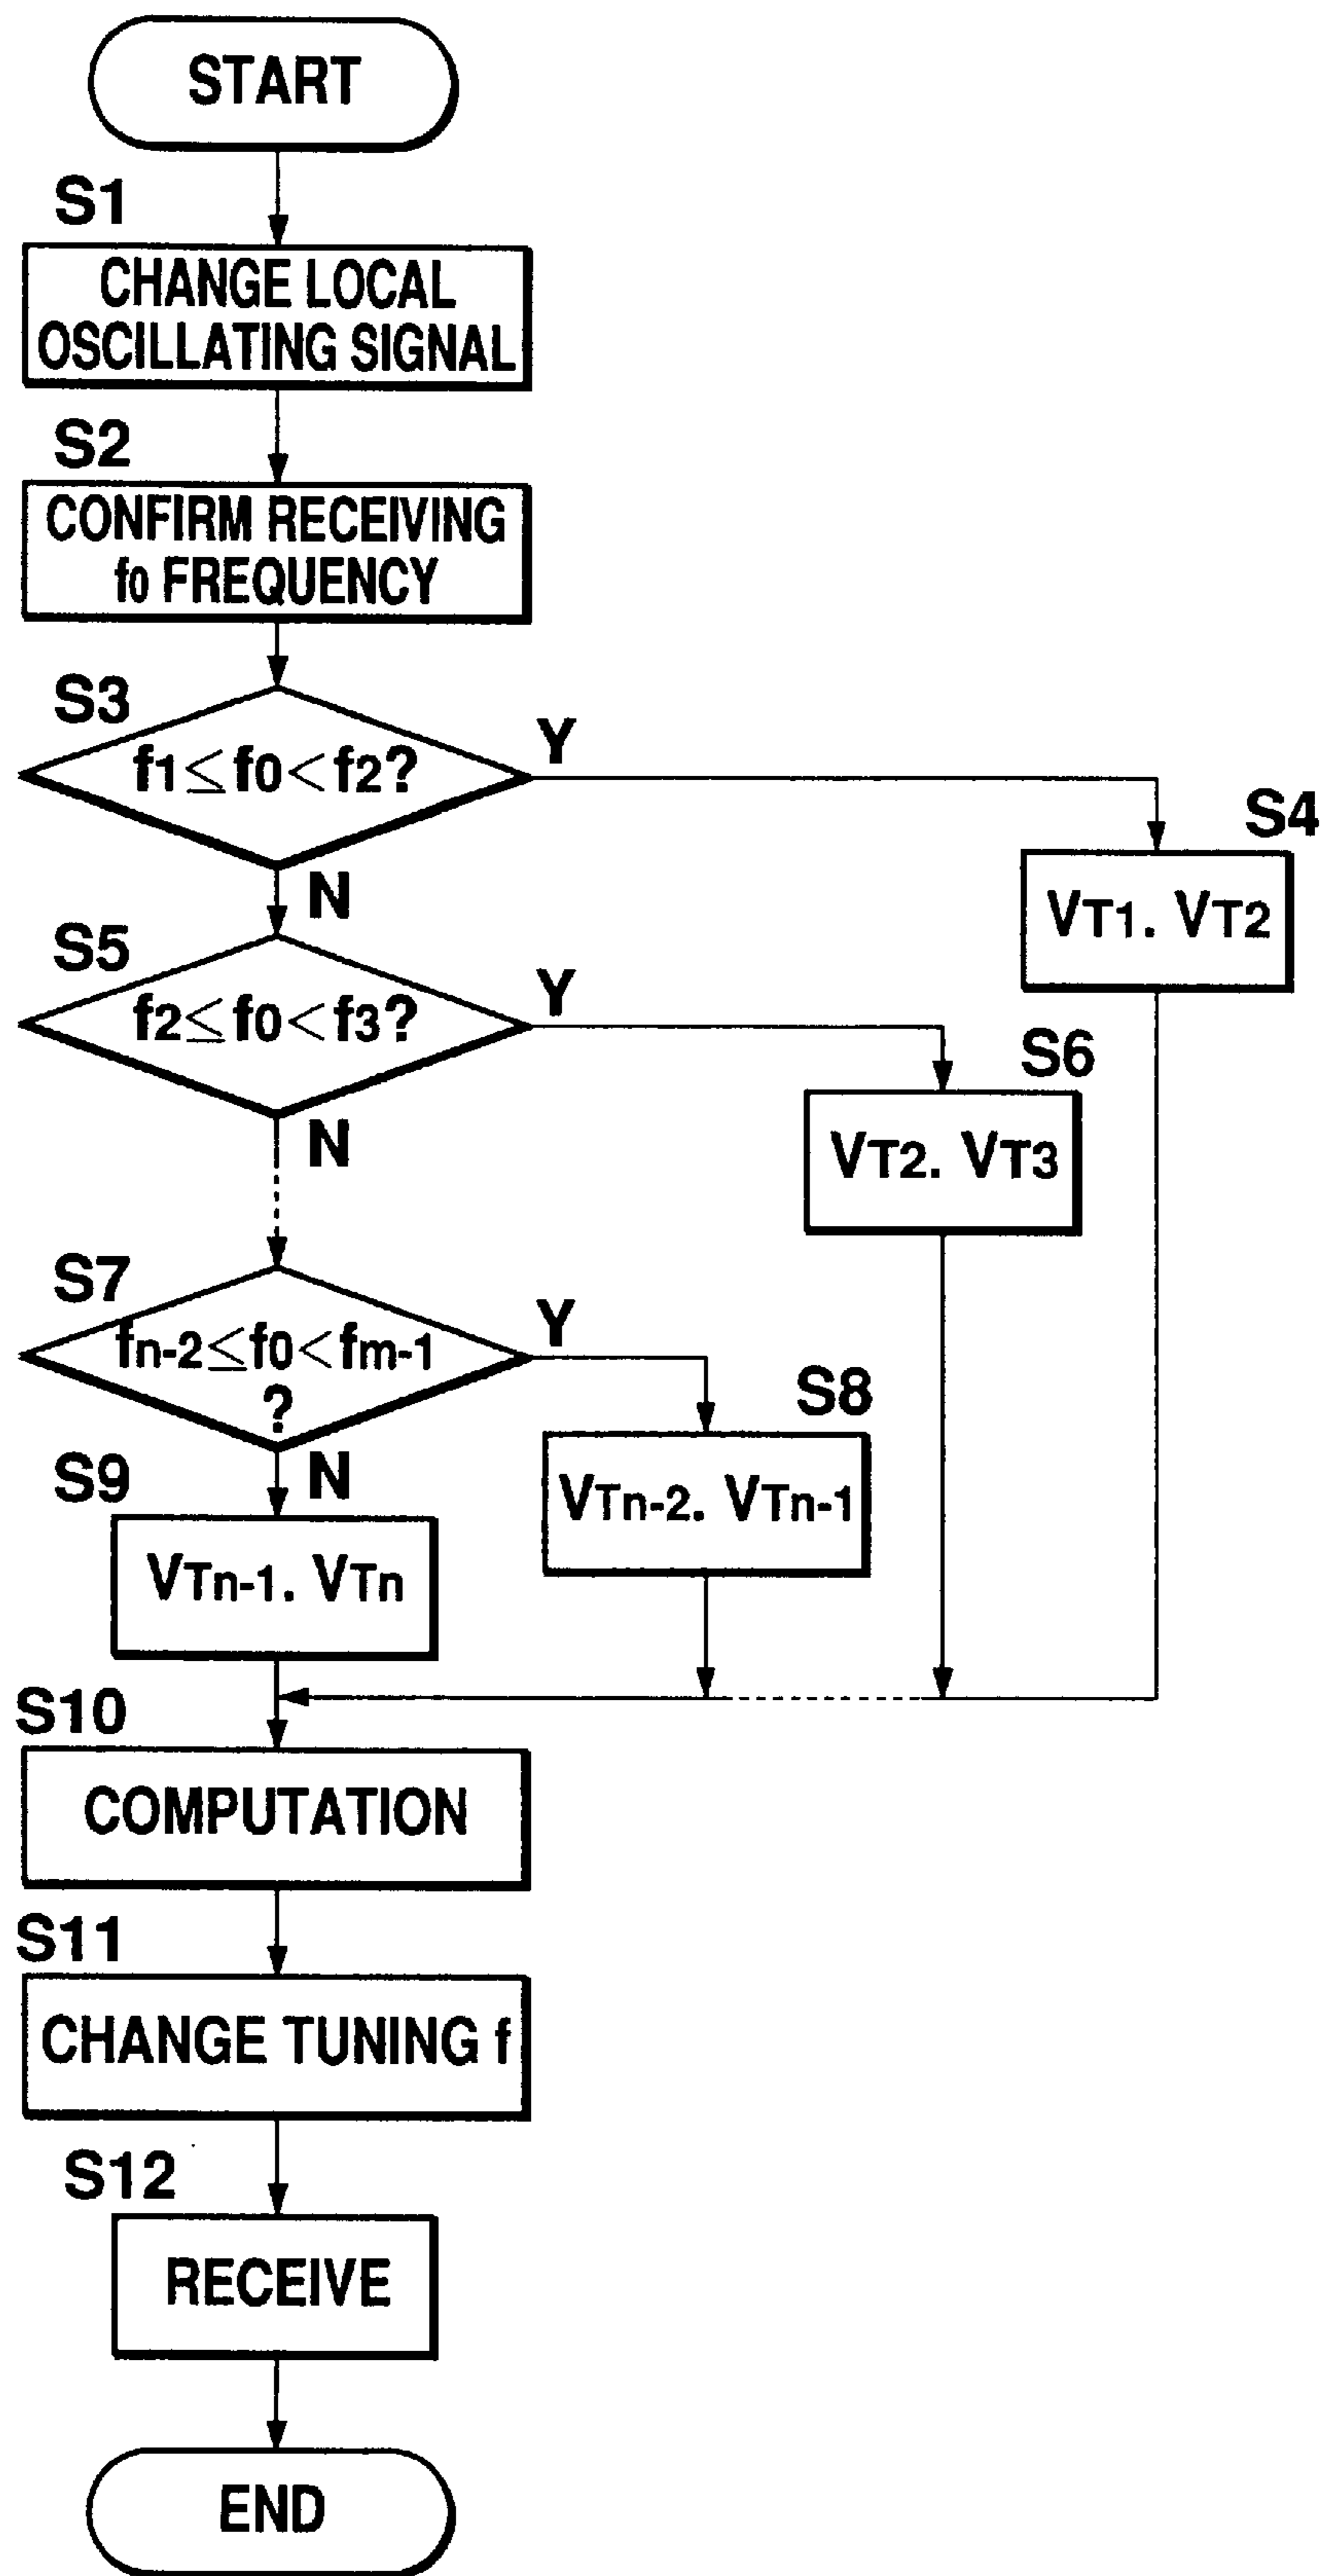 START
S1
CHANGE LOCAL
OSCILLATING SIGNAL
S2
CONFIRM RECEIVING
f0 FREQUENCY
S3
f1≤f0<f2?
Y
N
S4
VT1. VT2
S5
f2≤f0<f3?
Y
N
S6
VT2. VT3
S7
fn-2≤f0<fm-1
?
Y
N
S8
VTn-2. VTn-1
S9
VTn-1. VTn
S10
COMPUTATION
S11
CHANGE TUNING f
S12
RECEIVE
END